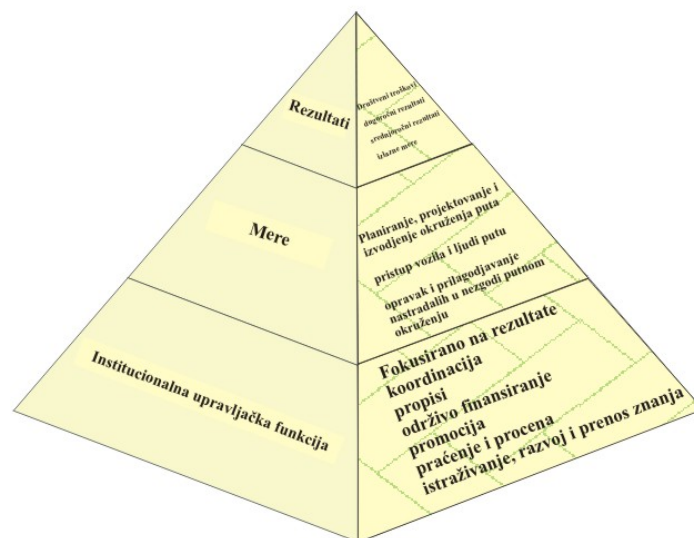 Rezultati
Društveni troškovi
dugoročni rezultati
srednjoročni rezultati
izlazne mere
Mere
Planiranje, projektovanje i
izvodjenje okruženja puta
pristup vozila i ljudi putu
opravak i prilagodjavanje
nastradalih u nezgodi putnom
okruženju
Institucionalna upravljačka funkcija
Fokusirano na rezultate
koordinacija
propisi
održivo finansiranje
promocija
praćenje i procena
istraživanje, razvoj i prenos znanja